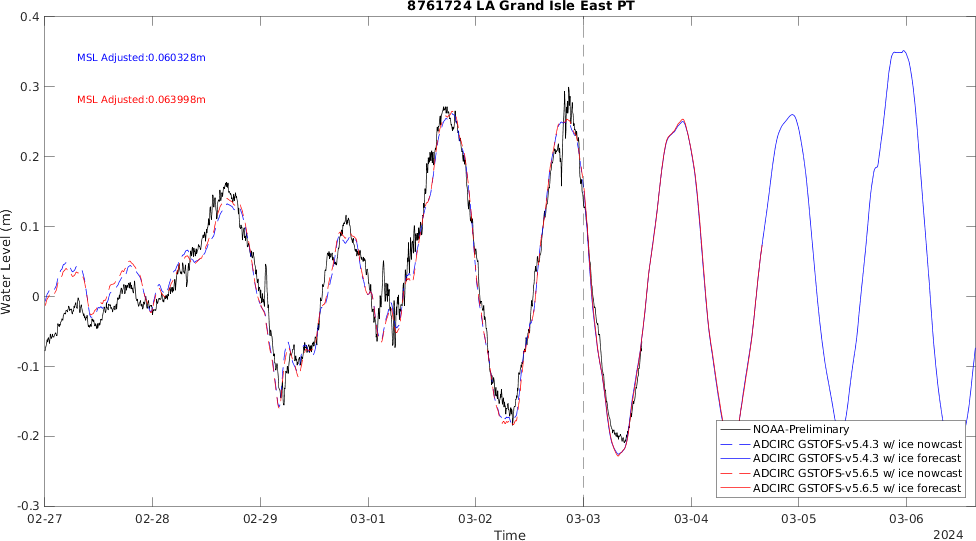 8761724 LA Grand Isle East PT
0.4
MSL Adjusted:0.060328m
0.3
MSL Adjusted:0.063998m
0.2
0.1
Water Level (m)
0
-0.1
-0.2
NOAA-Preliminary
ADCIRC GSTOFS-v5.4.3 w/ ice nowcast
ADCIRC GSTOFS-v5.4.3 w/ ice forecast
ADCIRC GSTOFS-v5.6.5 w/ ice nowcast
ADCIRC GSTOFS-v5.6.5 w/ ice forecast
-0.3
02-27 02-28 02-29 03-01 03-02 03-03 03-04 03-05 03-06
Time
2024